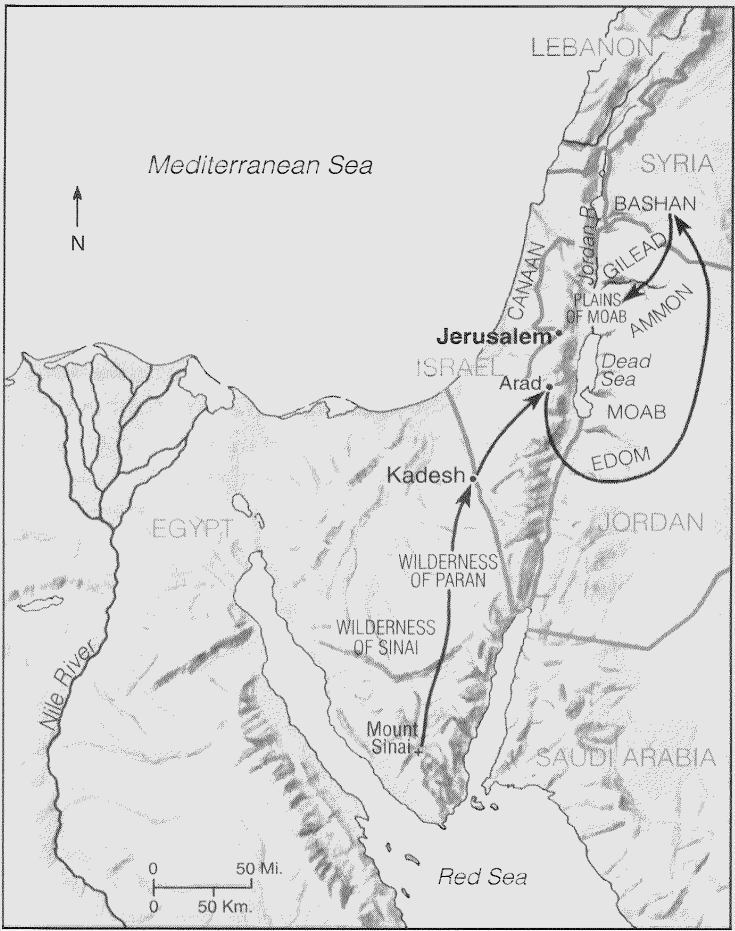 LEBANON
Mediterranean Sea
SYRIA
BASHAN
N
Jordan R.
GILEAD
CANAAN
PLAINS
OF MOAB
AMMON
Jerusalem
ISRAEL
Dead
Sea
Arad
MOAB
EDOM
Kadesh
EGYPT
JORDAN
WILDERNESS
OF PARAN
WILDERNESS
OF SINAI
Nile River
Mount
Sinai
SAUDI ARABIA
0 50 Mi.
0 50 Km.
Red Sea